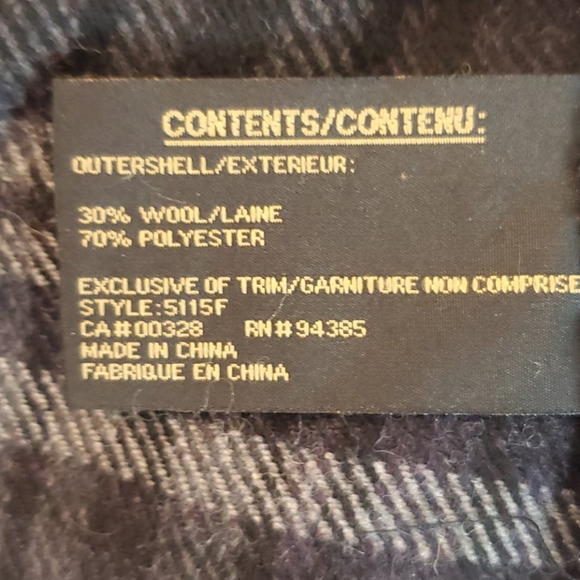 CONTENTS/CONTENU:
OUTERSHELL/EXTERIEUR:
30% WOOL/LAINE
70% POLYESTER
EXCLUSIVE OF TRIM/GARNITURE NON COMPRISE
STYLE:5115F
CA#00328 RN#94385
MADE IN CHINA
FABRIQUE EN CHINA